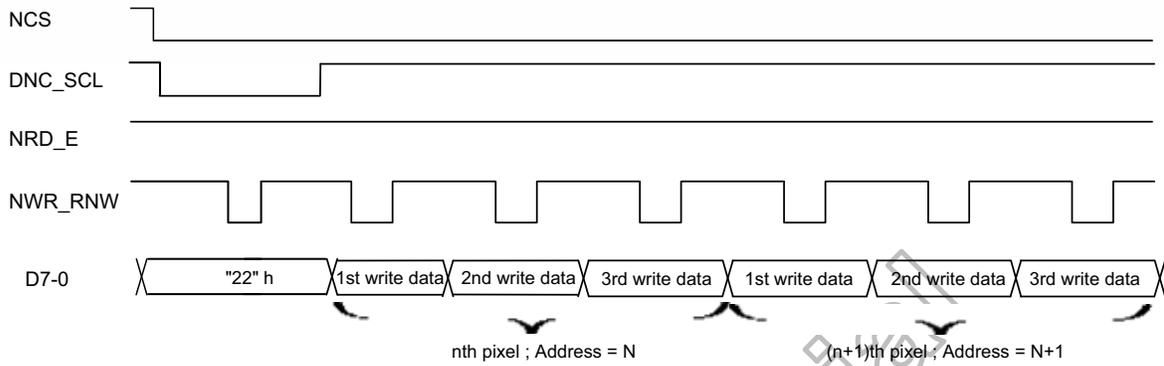 NCS
DNC_SCL
NRD_E
NWR_RNW
D7-0 "22" h 1st write data 2nd write data 3rd write data 1st write data 2nd write data 3rd write data
nth pixel ; Address = N (n+1)th pixel ; Address = N+1